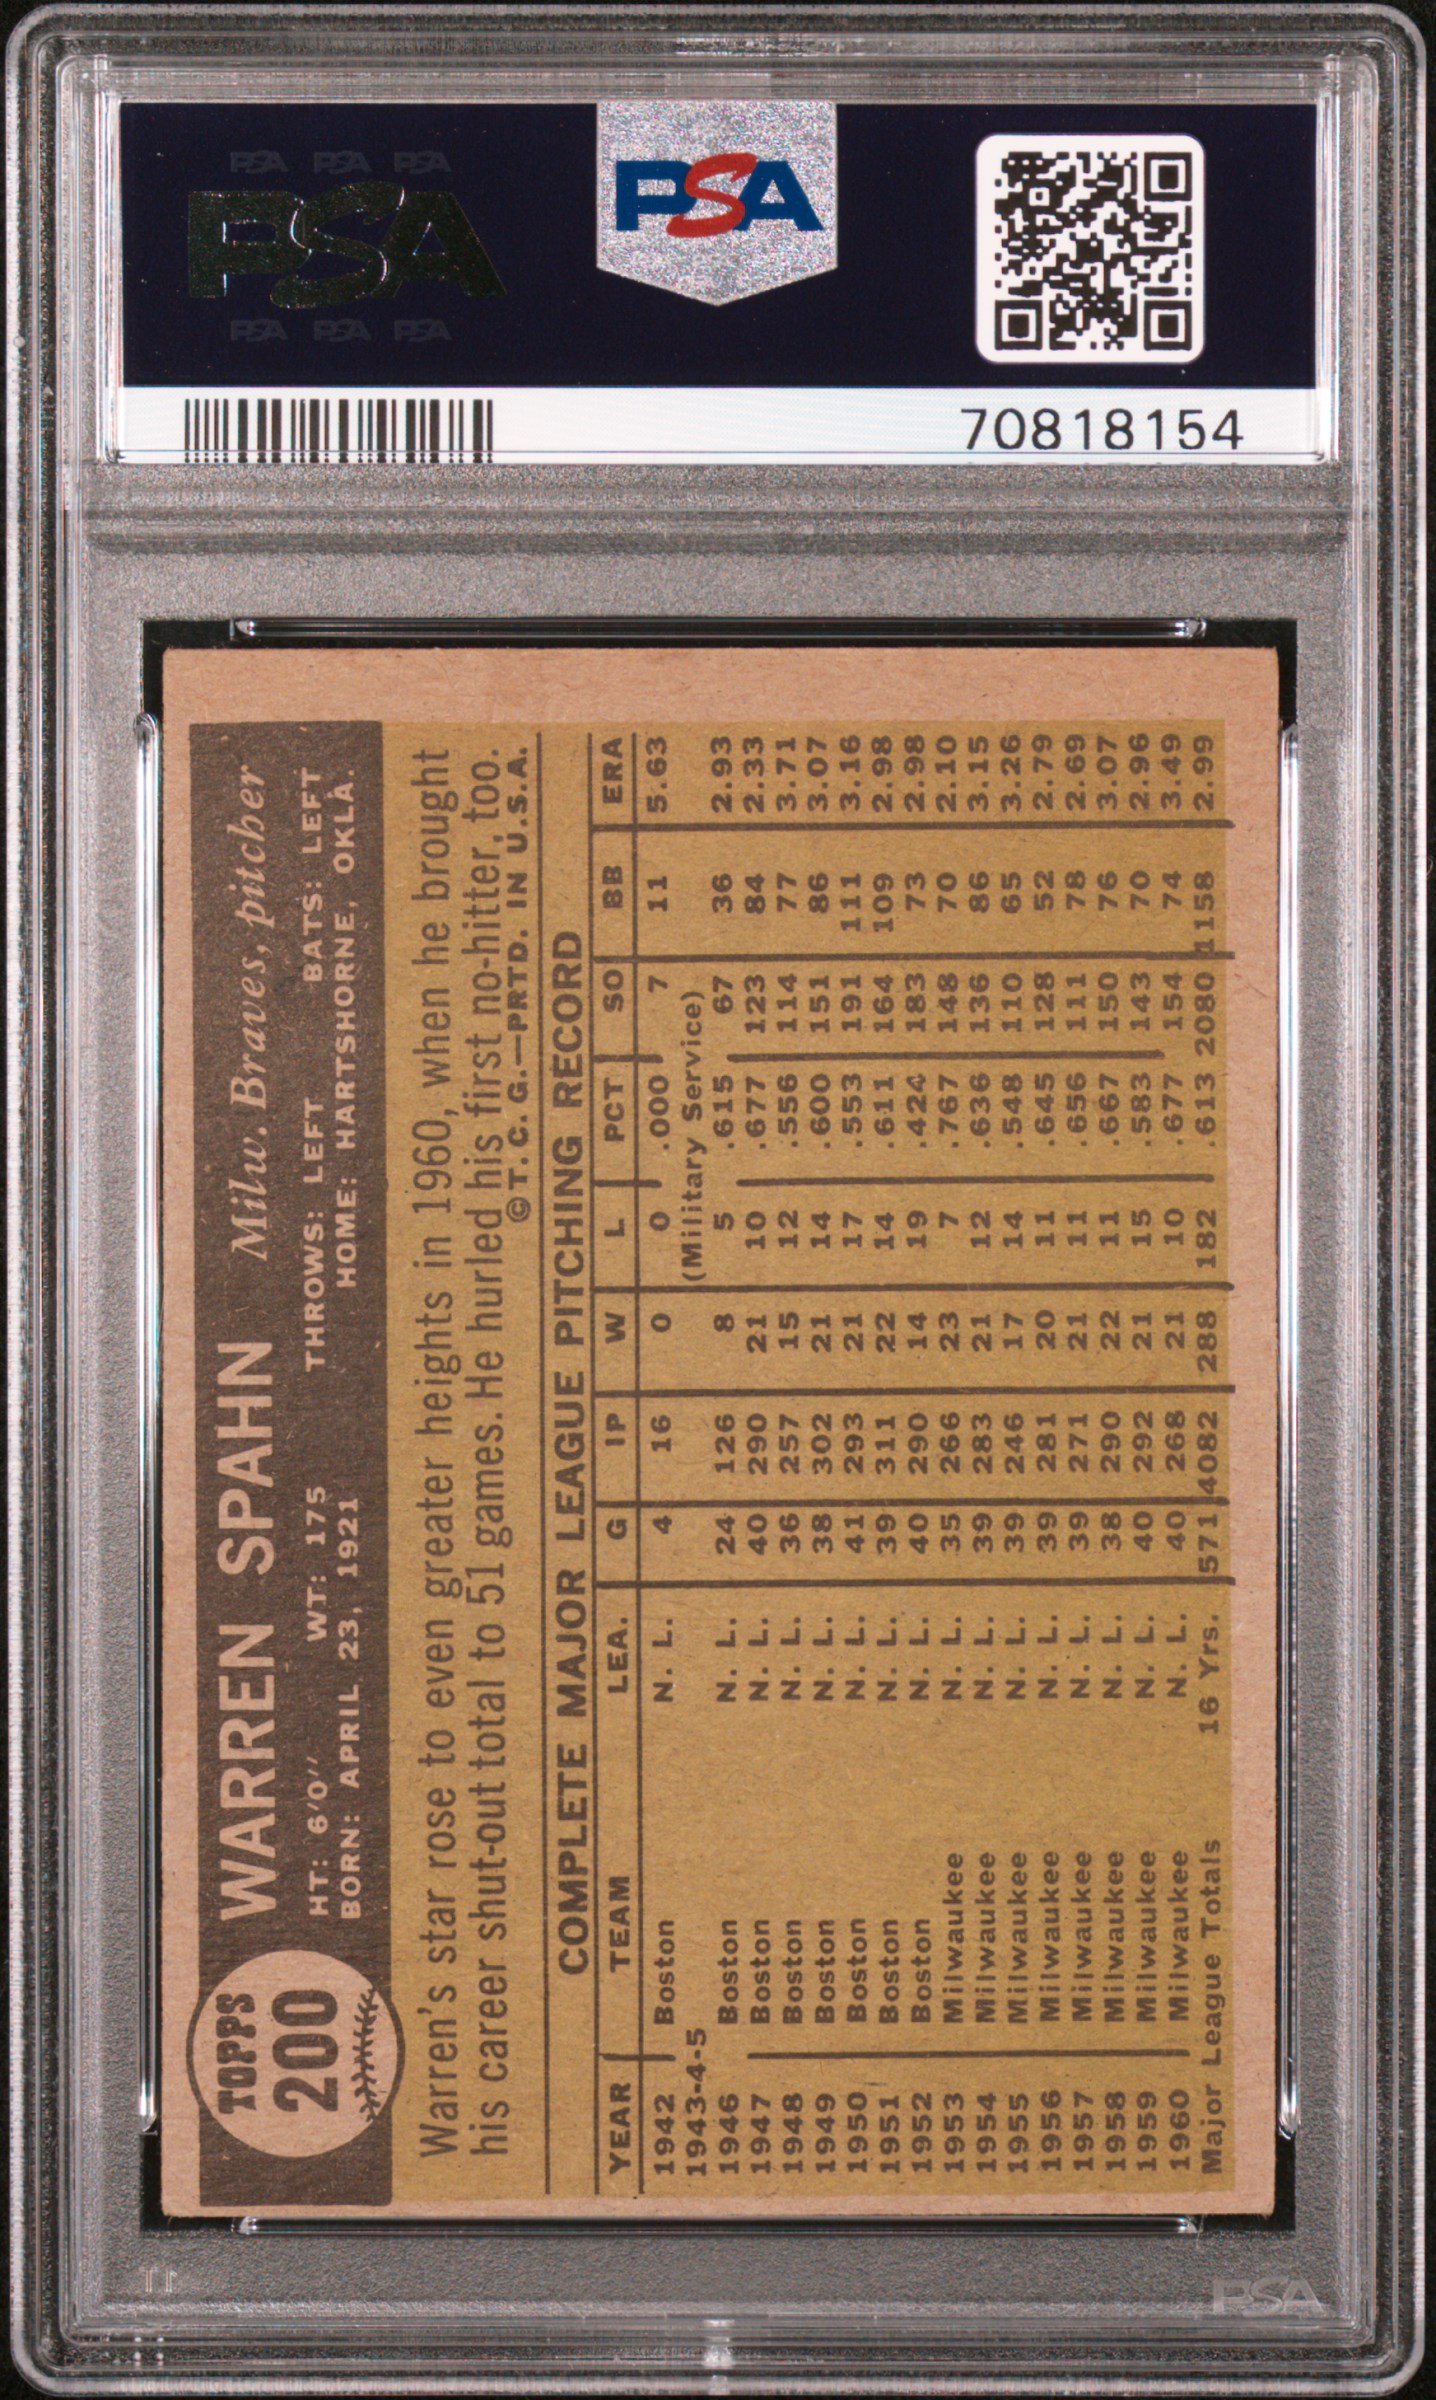 PSA PSA PSA
PSA
PSA PSA PSA
PSA
70818154
TOPPS
200
WARREN SPAHN Milw. Braves, pitcher
HT: 6'0" WT: 175 THROWS: LEFT BATS: LEFT
BORN: APRIL 23, 1921 HOME: HARTSHORNE, OKLA.
Warren's star rose to even greater heights in 1960, when he brought
his career shut-out total to 51 games. He hurled his first no-hitter, too.
©T. C. G.—PRTD. IN U.S.A.
COMPLETE MAJOR LEAGUE PITCHING RECORD
YEAR TEAM LEA. G IP W L PCT SO BB ERA
1942 Boston N. L. 4 16 0 0 .000 7 11 5.63
1943-4-5 (Military Service)
1946 Boston N. L. 24 126 8 5 .615 67 36 2.93
1947 Boston N. L. 40 290 21 10 .677 123 84 2.33
1948 Boston N. L. 36 257 15 12 .556 114 77 3.71
1949 Boston N. L. 38 302 21 14 .600 151 86 3.07
1950 Boston N. L. 41 293 21 17 .553 191 111 3.16
1951 Boston N. L. 39 311 22 14 .611 164 109 2.98
1952 Boston N. L. 40 290 14 19 .424 183 73 2.98
1953 Milwaukee N. L. 35 266 23 7 .767 148 70 2.10
1954 Milwaukee N. L. 39 283 21 12 .636 136 86 3.15
1955 Milwaukee N. L. 39 246 17 14 .548 110 65 3.26
1956 Milwaukee N. L. 39 281 20 11 .645 128 52 2.79
1957 Milwaukee N. L. 39 271 21 11 .656 111 78 2.69
1958 Milwaukee N. L. 38 290 22 11 .667 150 76 3.07
1959 Milwaukee N. L. 40 292 21 15 .583 143 70 2.96
1960 Milwaukee N. L. 40 268 21 10 .677 154 74 3.49
Major League Totals 16 Yrs. 571 4082 288 182 .613 2080 1158 2.99
PSA